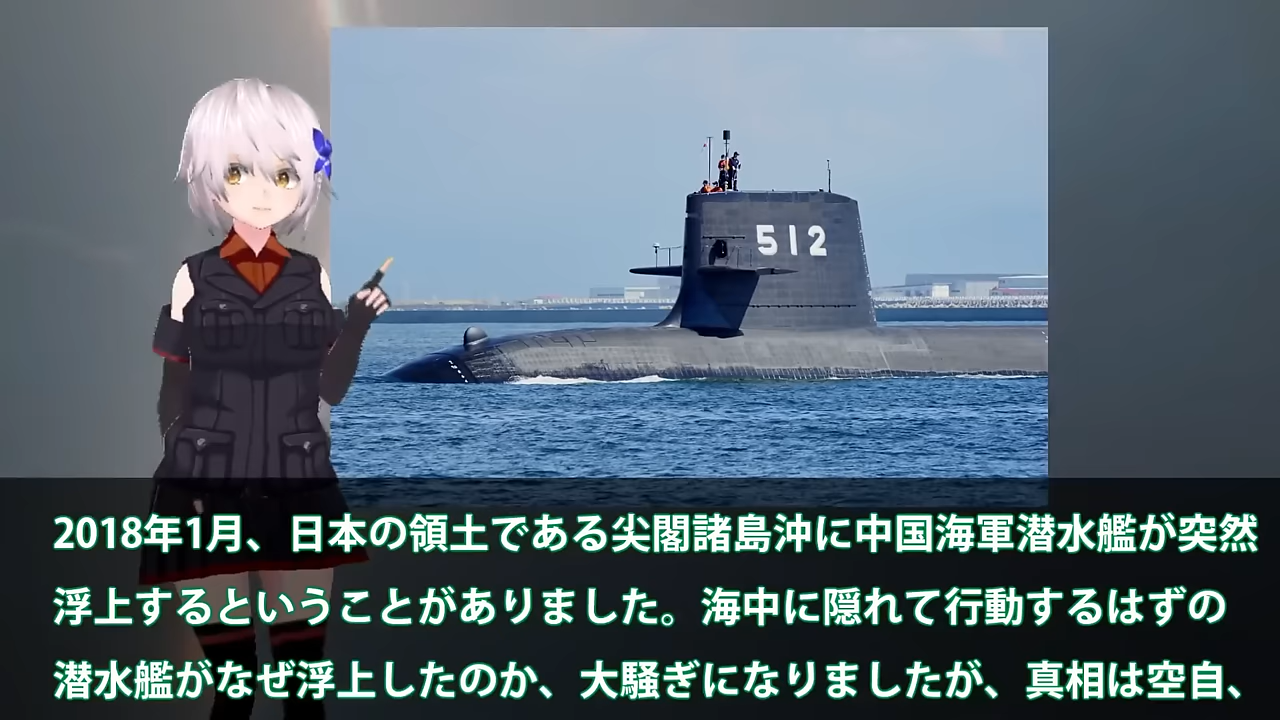 512
2018年1月、日本の領土である尖閣諸島沖に中国海軍潜水艦が突然
浮上するということがありました。海中に隠れて行動するはずの
潜水艦がなぜ浮上したのか、大騒ぎになりましたが、真相は空自、